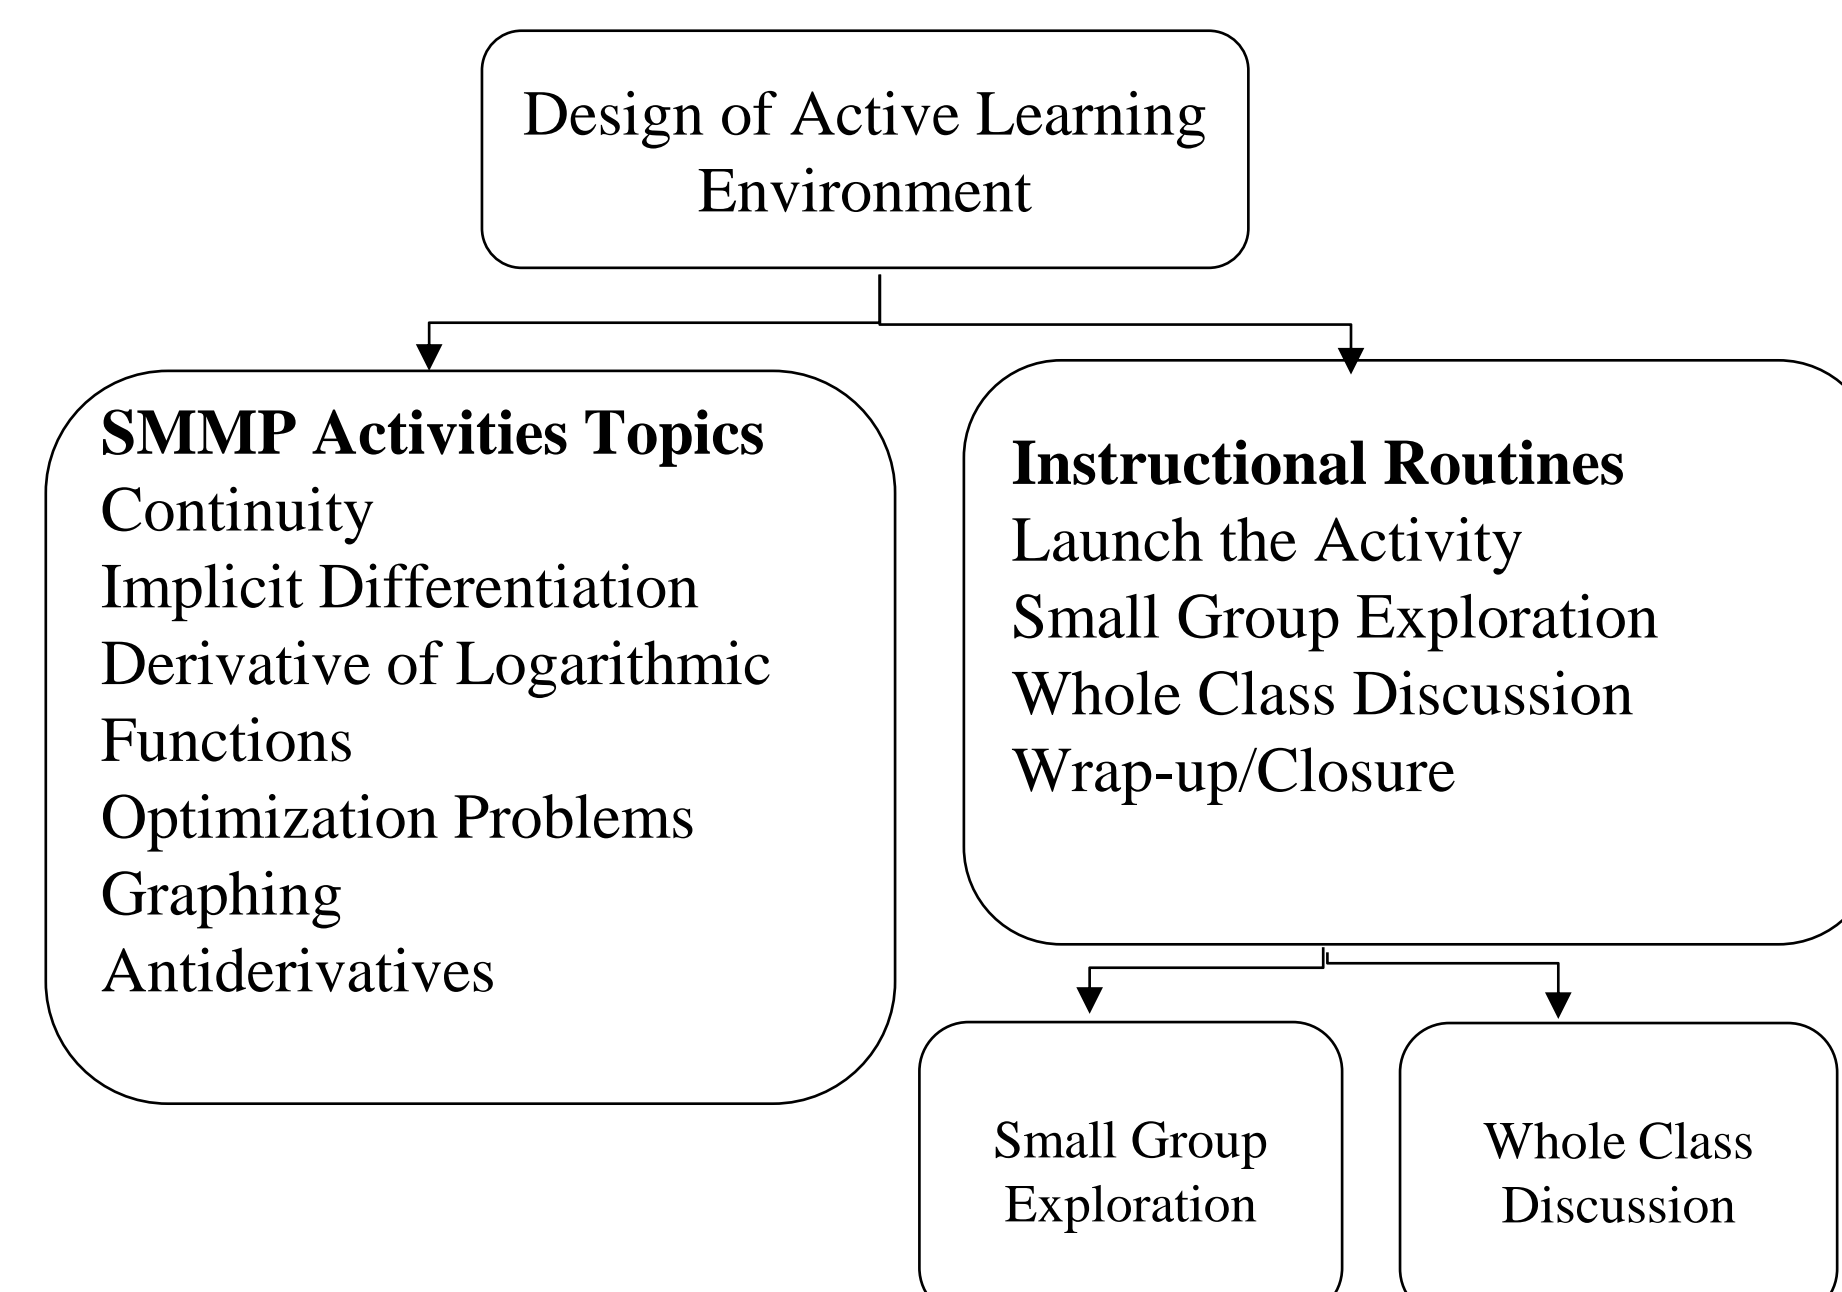 Design of Active Learning
Environment
SMMP Activities Topics
Continuity
Implicit Differentiation
Derivative of Logarithmic
Functions
Optimization Problems
Graphing
Antiderivatives
Instructional Routines
Launch the Activity
Small Group Exploration
Whole Class Discussion
Wrap-up/Closure
Small Group
Exploration
Whole Class
Discussion